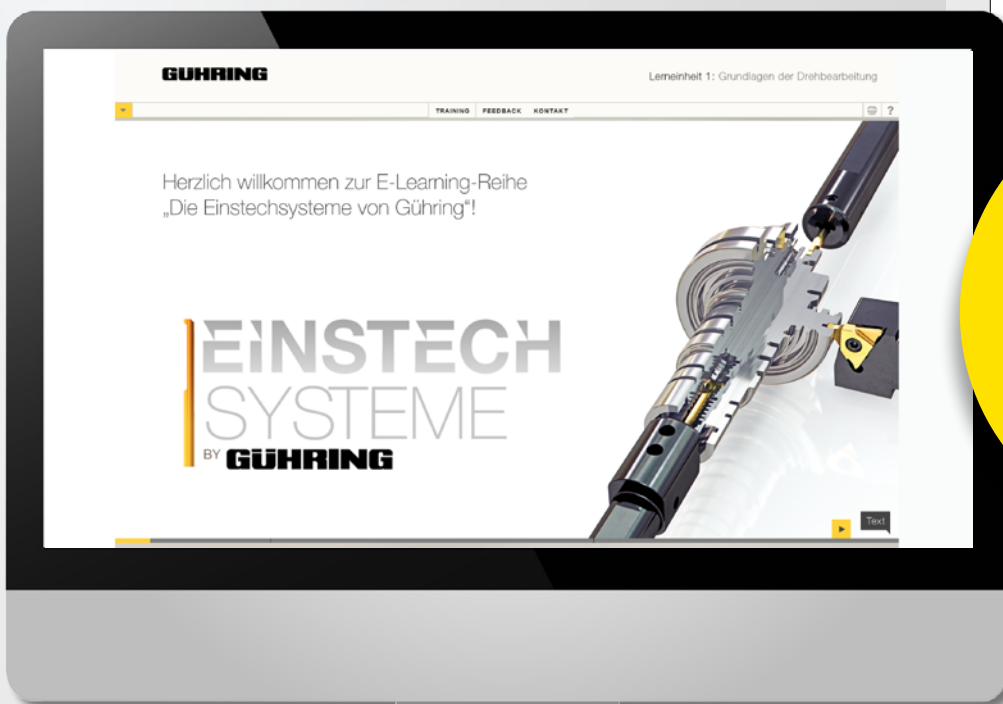 GÜHRING
Lerneinheit 1: Grundlagen der Drehbearbeitung
TRAINING FEEDBACK KONTAKT
?
Herzlich willkommen zur E-Learning-Reihe
„Die Einstechsysteme von Gühring“!
EINSTECH
SYSTEME
BY GÜHRING
Text